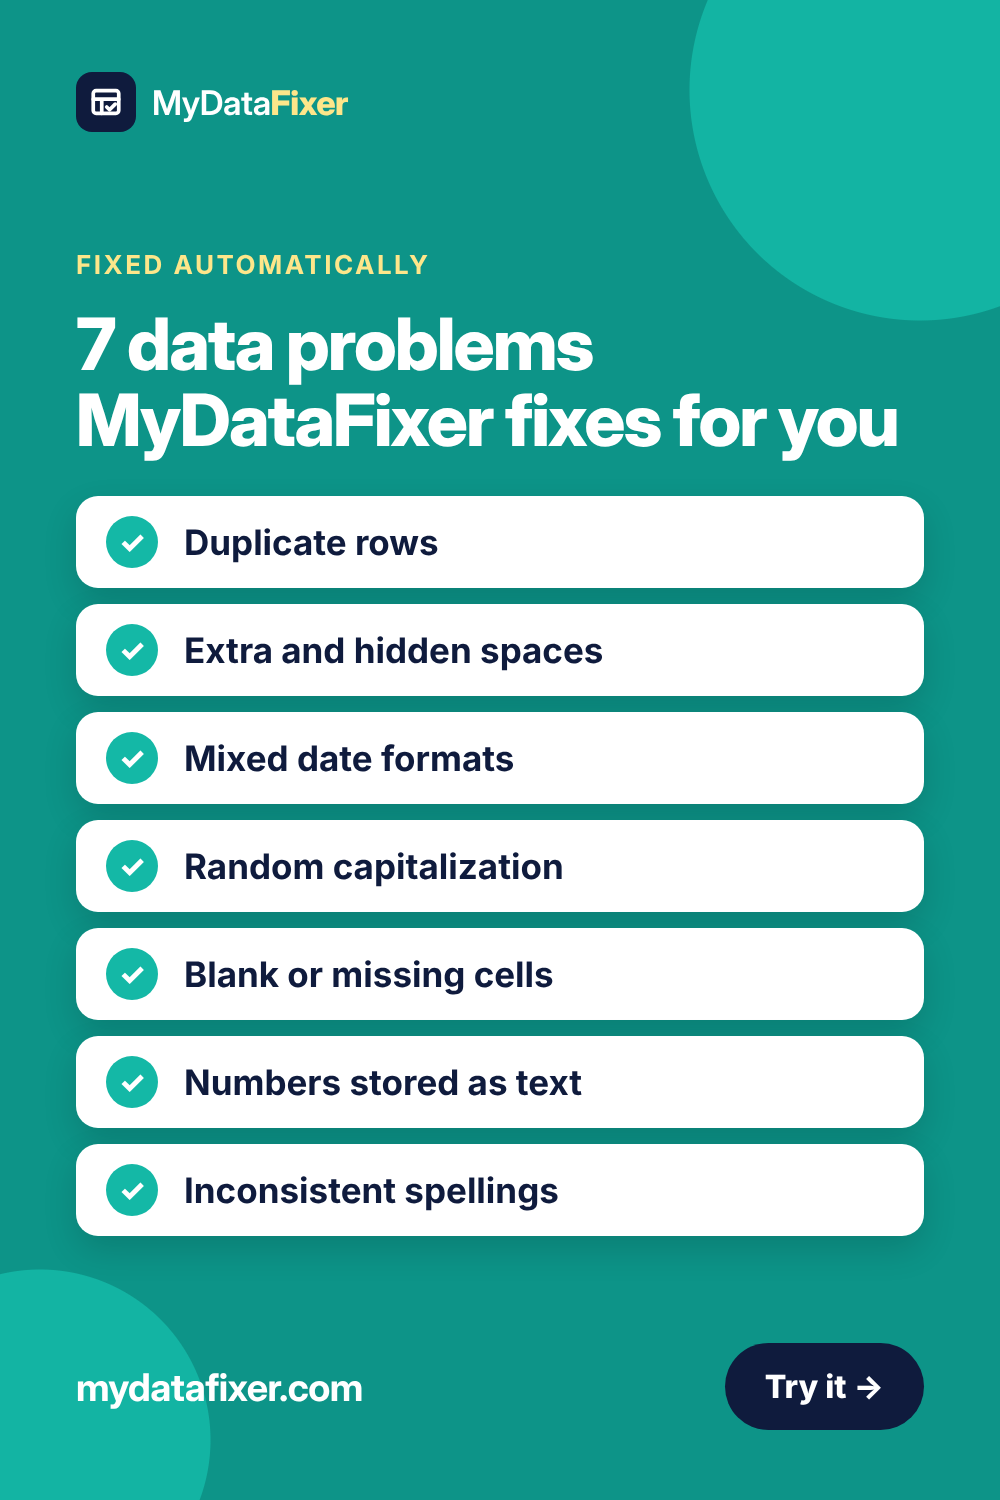 MyDataFixer
FIXED AUTOMATICALLY
7 data problems
MyDataFixer fixes for you
Duplicate rows
Extra and hidden spaces
Mixed date formats
Random capitalization
Blank or missing cells
Numbers stored as text
Inconsistent spellings
mydatafixer.com
Try it →